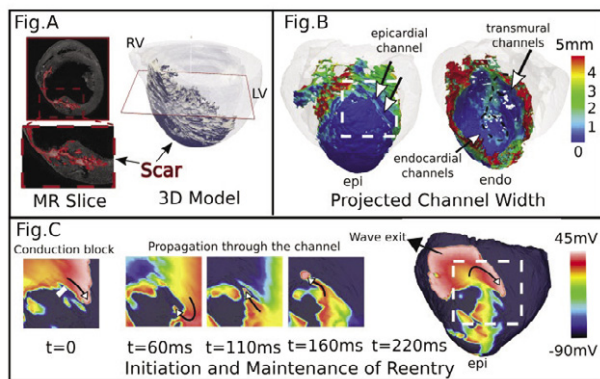 Fig.A
RV
LV
Scar
MR Slice
3D Model
Fig.B
epicardial
channel
transmural
channels
5mm
4
3
2
1
0
endocardial
channels
epi
endo
Projected Channel Width
Fig.C
Conduction block
Propagation through the channel
Wave exit
45mV
-90mV
t=0
t=60ms
t=110ms
t=160ms
t=220ms
epi
Initiation and Maintenance of Reentry